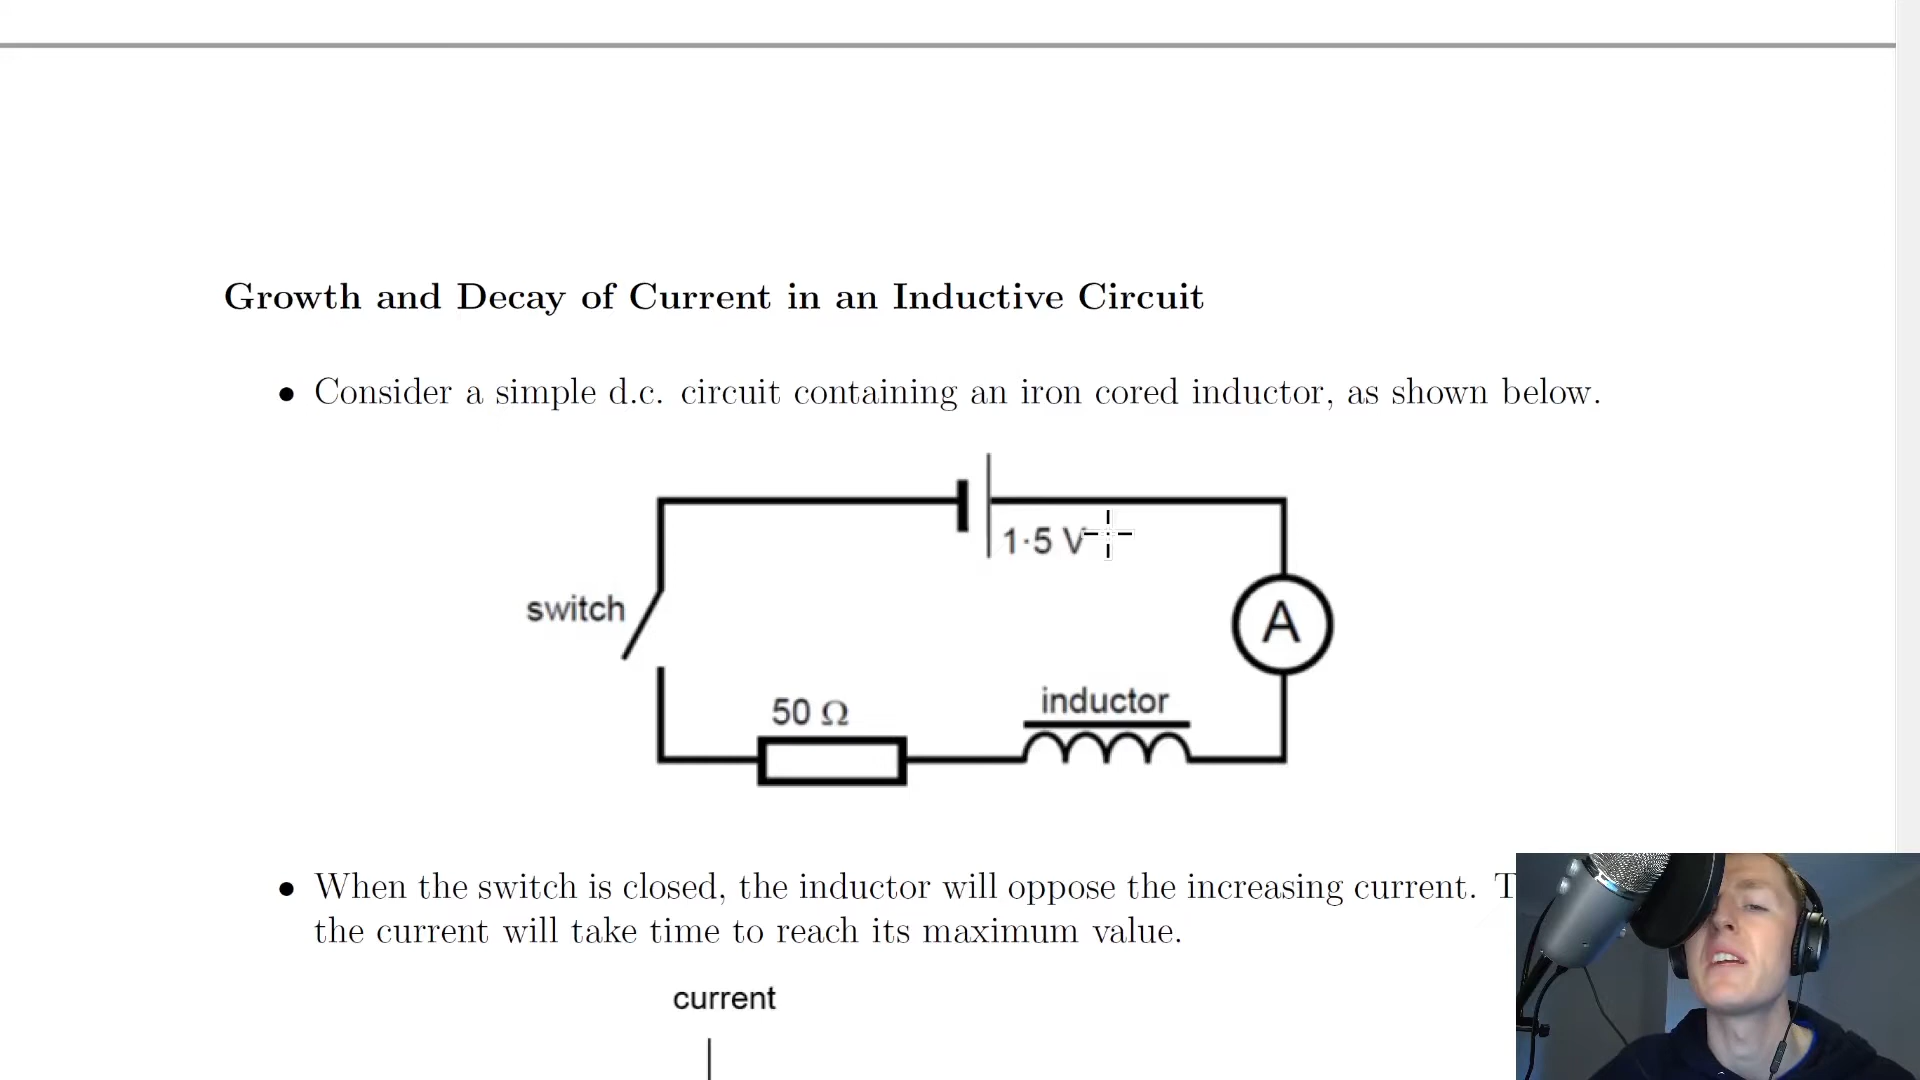 Growth and Decay of Current in an Inductive Circuit
• Consider a simple d.c. circuit containing an iron cored inductor, as shown below.
1·5 V
switch
A
50 Ω
inductor
• When the switch is closed, the inductor will oppose the increasing current. T
the current will take time to reach its maximum value.
current